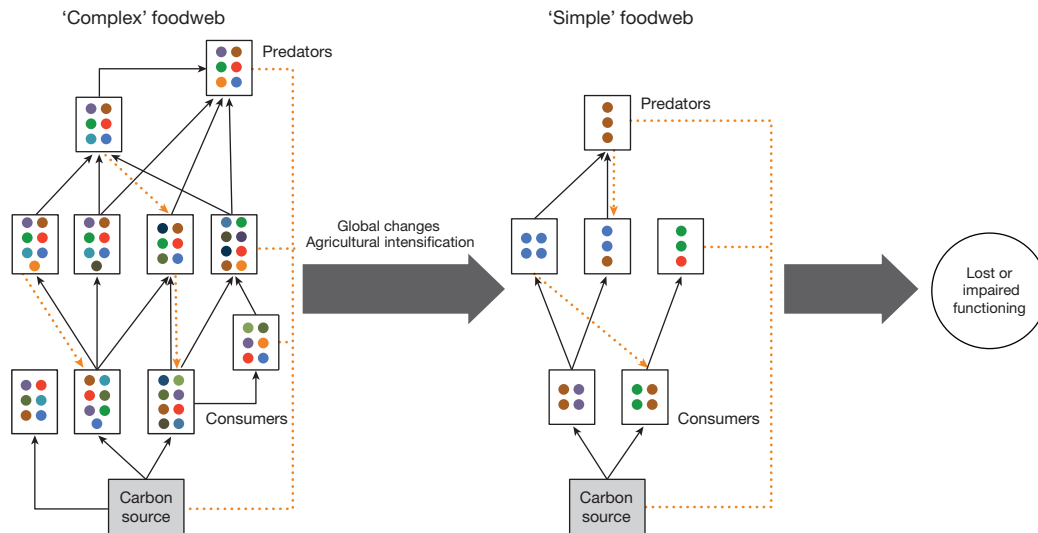 ‘Complex’ foodweb
Predators
Consumers
Carbon
source
Global changes
Agricultural intensification
‘Simple’ foodweb
Predators
Consumers
Carbon
source
Lost or
impaired
functioning